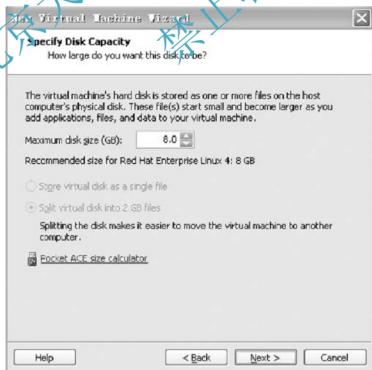 New Virtual Machine Wizard
禁止
Specify Disk Capacity
How large do you want this disk to be?
The virtual machine's hard disk is stored as one or more files on the host
computer's physical disk. These file(s) start small and become larger as you
add applications, files, and data to your virtual machine.
Maximum disk size (GB): 8.0
Recommended size for Red Hat Enterprise Linux 4: 8 GB
Store virtual disk as a single file
Split virtual disk into 2 GB files
Splitting the disk makes it easier to move the virtual machine to another
computer.
Pocket ACE size calculator
Help
< Back
Next >
Cancel